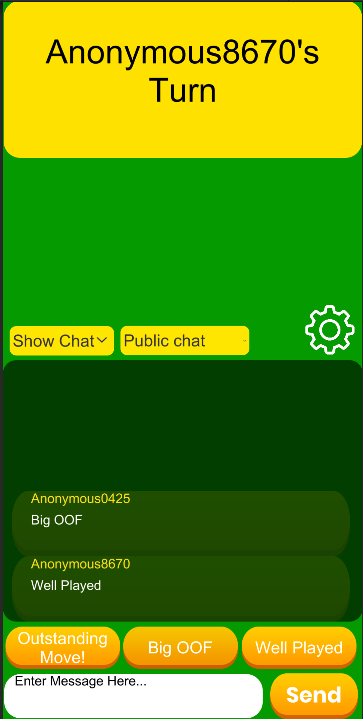 Anonymous8670's
Turn
Show Chat
Public chat
Anonymous0425
Big OOF
Anonymous8670
Well Played
Outstanding
Move!
Big OOF
Well Played
Enter Message Here...
Send